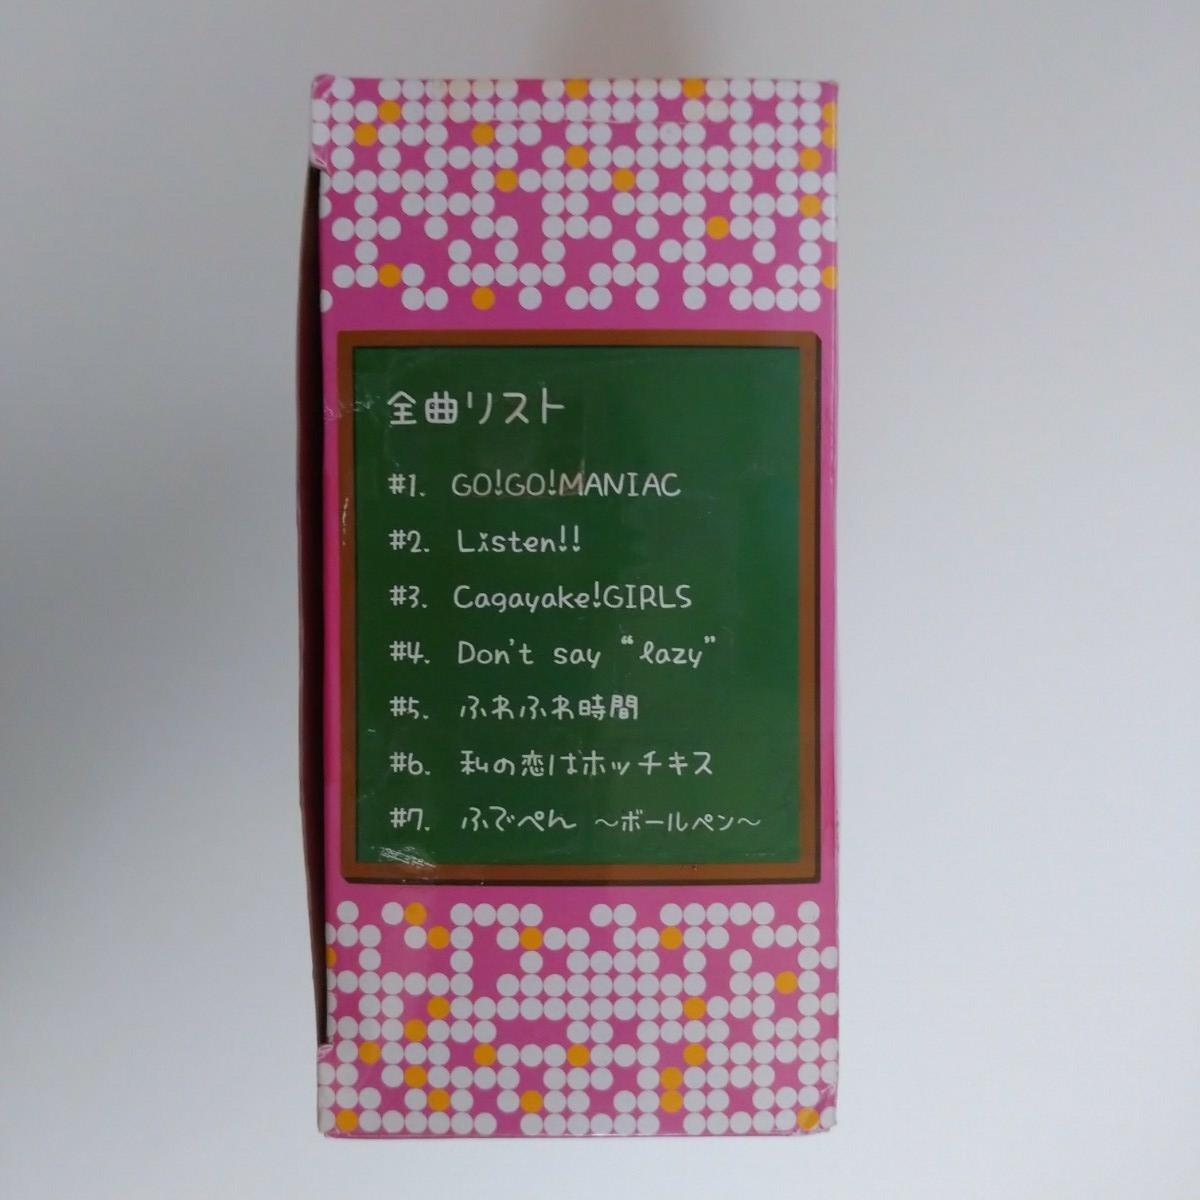 全曲リスト
#1. GO!GO!MANIAC
#2. Listen!!
#3. Cagayake!GIRLS
#4. Don't say “lazy”
#5. ふわふわ時間
#6. 私の恋はホッチキス
#7. ふでぺん ～ボールペン～